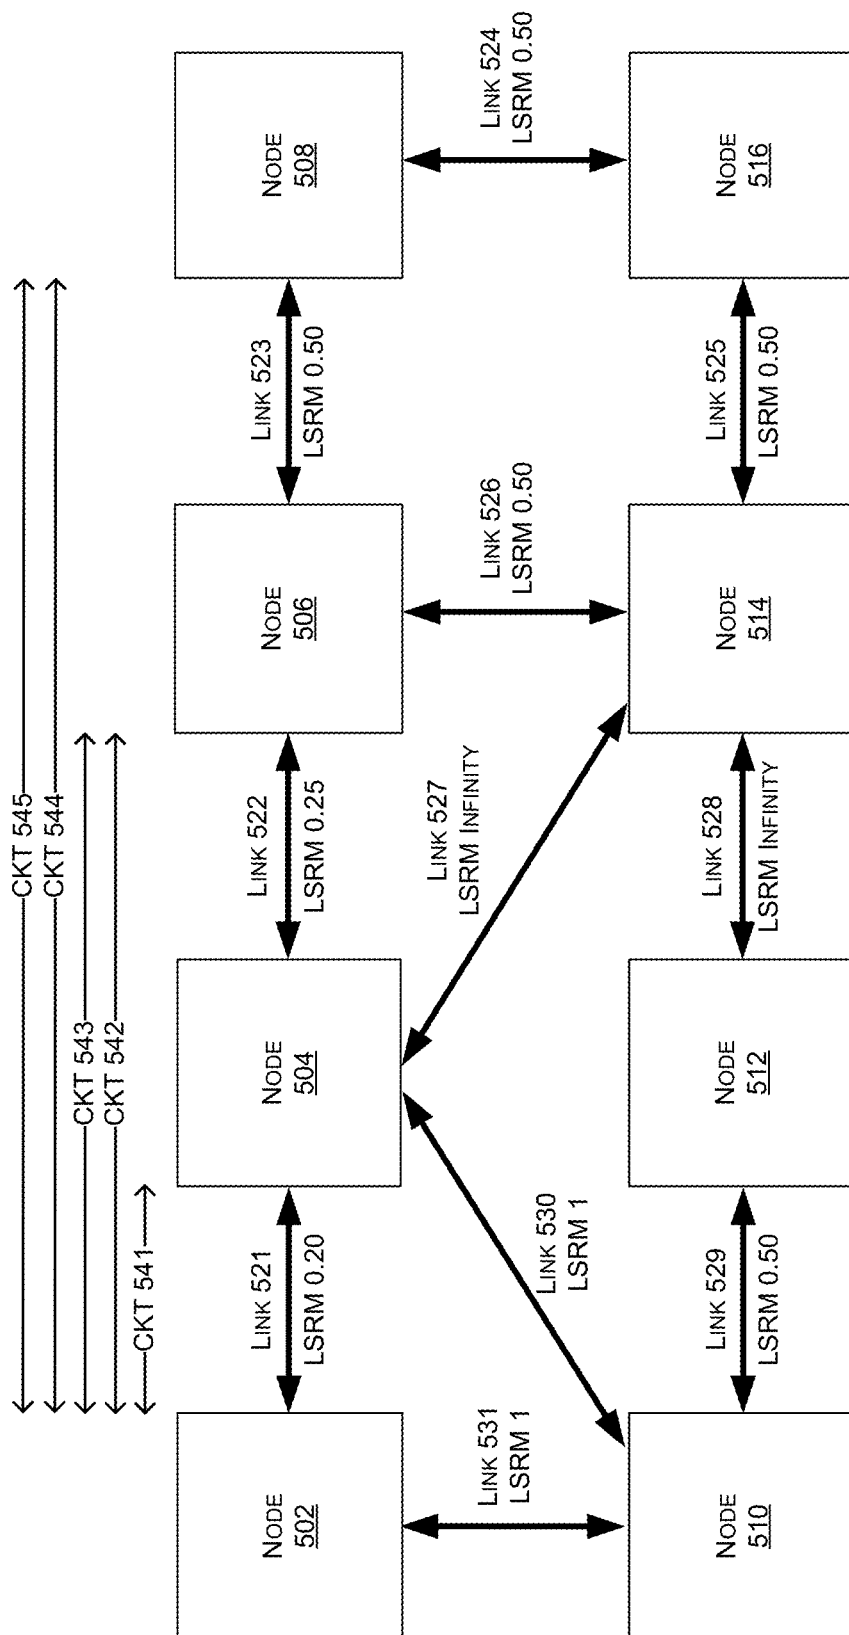 CKT 545
CKT 544
CKT 543
CKT 542
CKT 541
NODE
502
LINK 521
LSRM 0.20
NODE
504
LINK 522
LSRM 0.25
NODE
506
LINK 523
LSRM 0.50
NODE
508
LINK 531
LSRM 1
LINK 530
LSRM 1
LINK 527
LSRM INFINITY
LINK 526
LSRM 0.50
LINK 524
LSRM 0.50
NODE
510
LINK 529
LSRM 0.50
NODE
512
LINK 528
LSRM INFINITY
NODE
514
LINK 525
LSRM 0.50
NODE
516